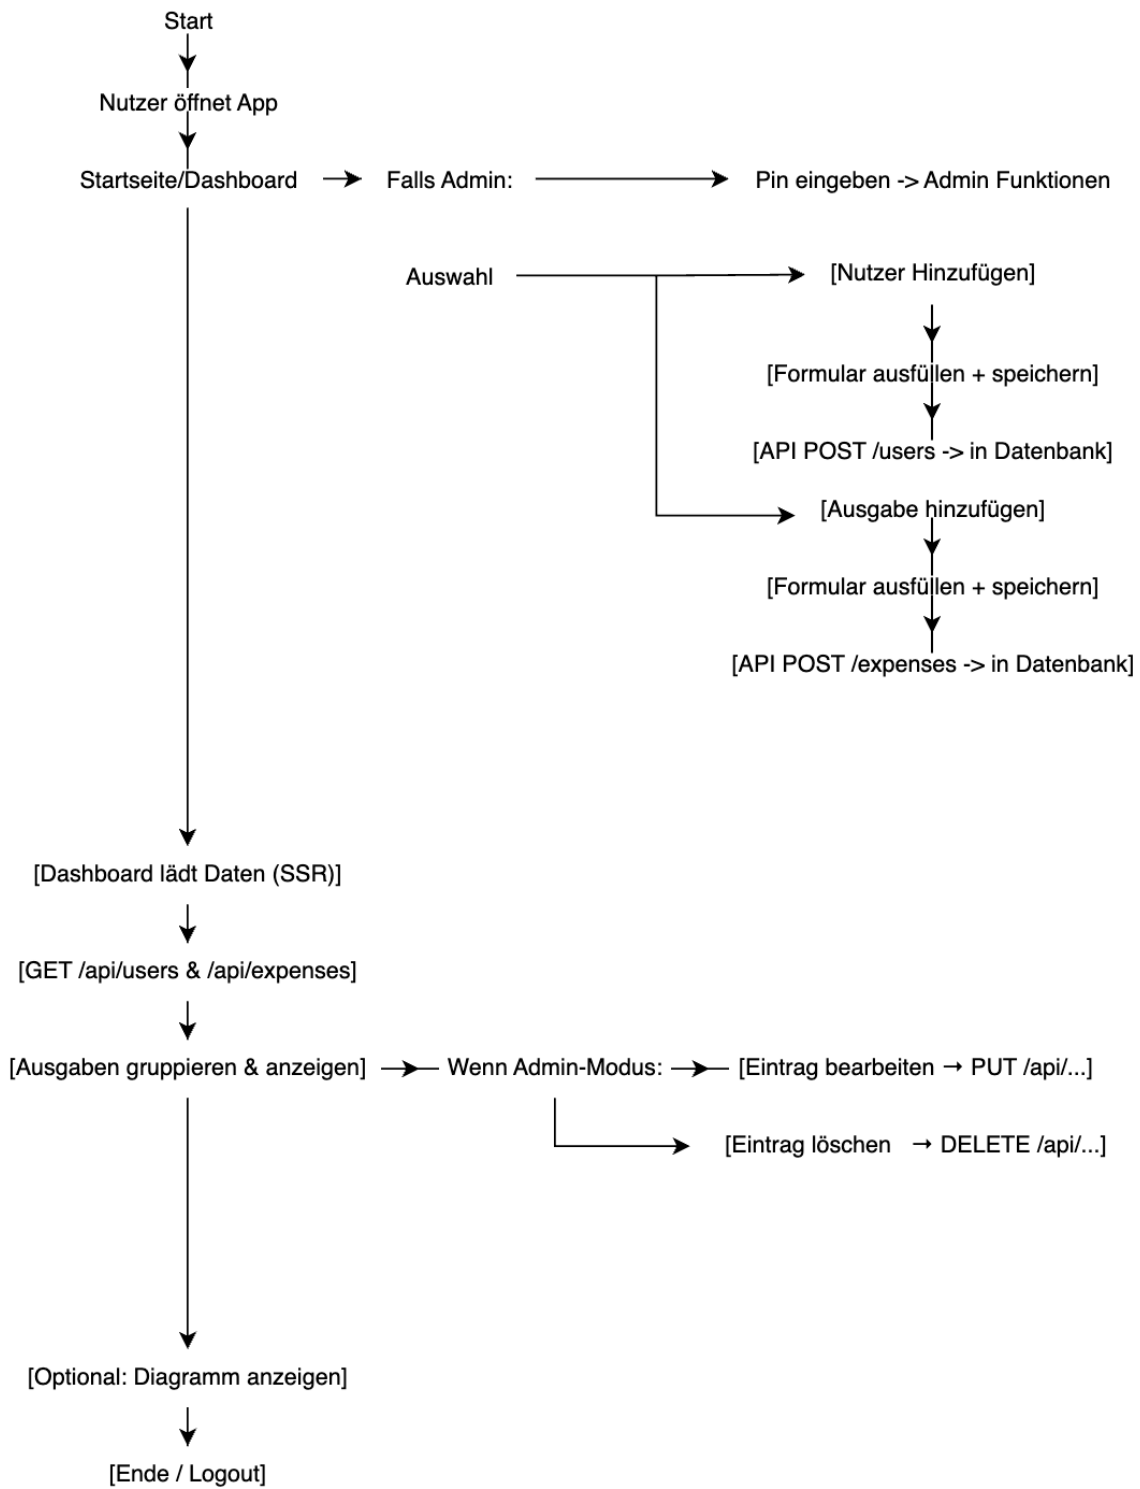 Start
Nutzer öffnet App
Startseite/Dashboard
Falls Admin:
Pin eingeben -> Admin Funktionen
Auswahl
[Nutzer Hinzufügen]
[Formular ausfüllen + speichern]
[API POST /users -> in Datenbank]
[Ausgabe hinzufügen]
[Formular ausfüllen + speichern]
[API POST /expenses -> in Datenbank]
[Dashboard lädt Daten (SSR)]
[GET /api/users & /api/expenses]
[Ausgaben gruppieren & anzeigen]
Wenn Admin-Modus:
[Eintrag bearbeiten → PUT /api/...]
[Eintrag löschen → DELETE /api/...]
[Optional: Diagramm anzeigen]
[Ende / Logout]